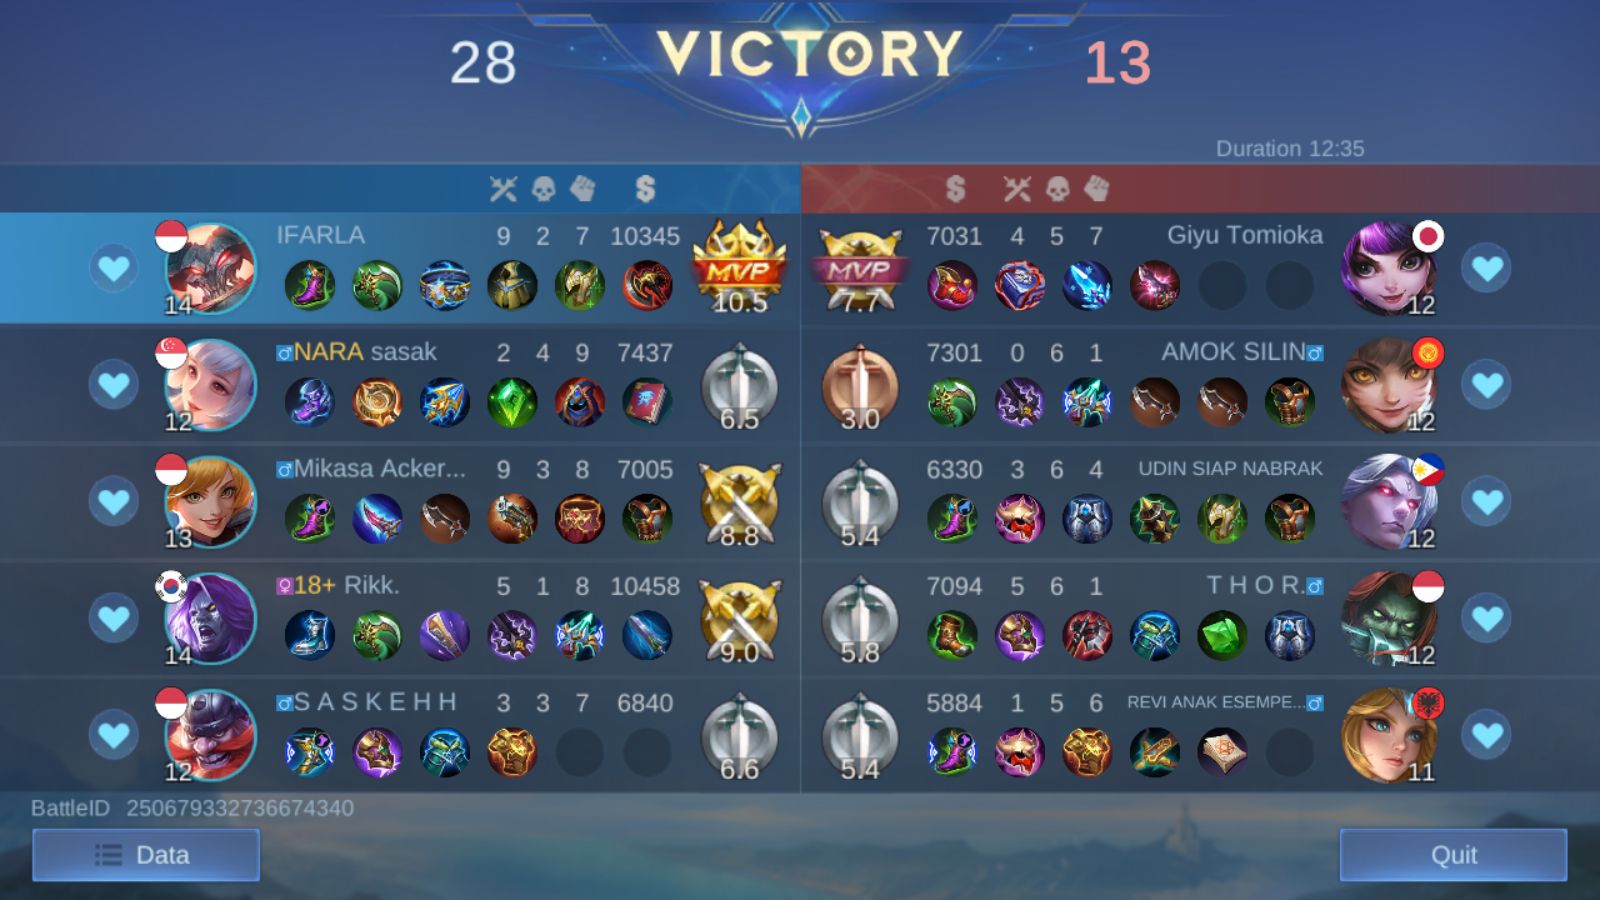 28 VICTORY 13
Duration 12:35
IFARLA 9 2 7 10345 MVP 10.5
14
MVP 7.7 7031 4 5 7 Giyu Tomioka
12
NARA sasak 2 4 9 7437 6.5
12
3.0 7301 0 6 1 AMOK SILIN
12
Mikasa Acker... 9 3 8 7005 8.8
13
5.4 6330 3 6 4 UDIN SIAP NABRAK
12
18+ Rikk. 5 1 8 10458 9.0
14
5.8 7094 5 6 1 T H O R.
12
S A S K E H H 3 3 7 6840 6.6
12
5.4 5884 1 5 6 REVI ANAK ESEMPE...
11
BattleID 250679332736674340
Data
Quit